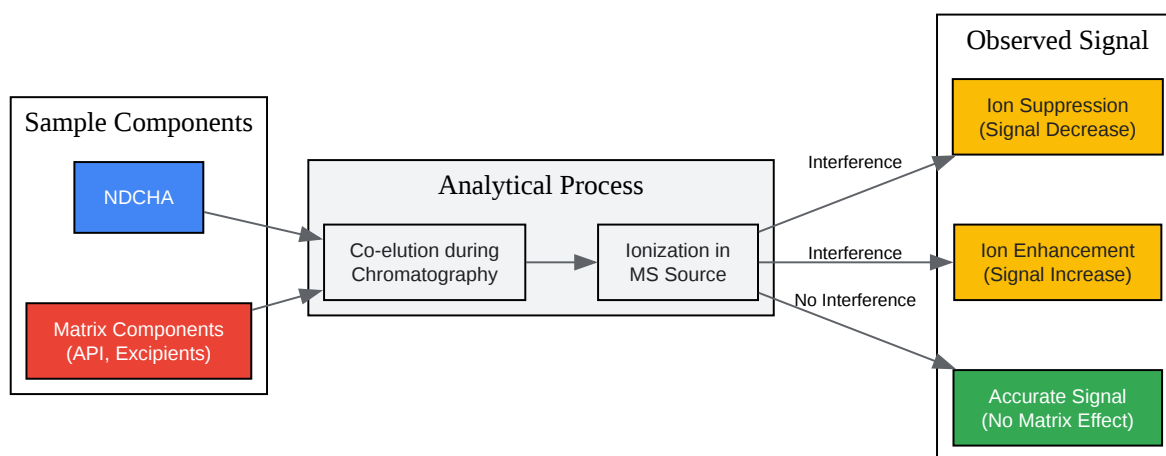 Sample Components
NDCHA
Matrix Components
(API, Excipients)
Analytical Process
Co-elution during
Chromatography
Ionization in
MS Source
Interference
Interference
No Interference
Observed Signal
Ion Suppression
(Signal Decrease)
Ion Enhancement
(Signal Increase)
Accurate Signal
(No Matrix Effect)